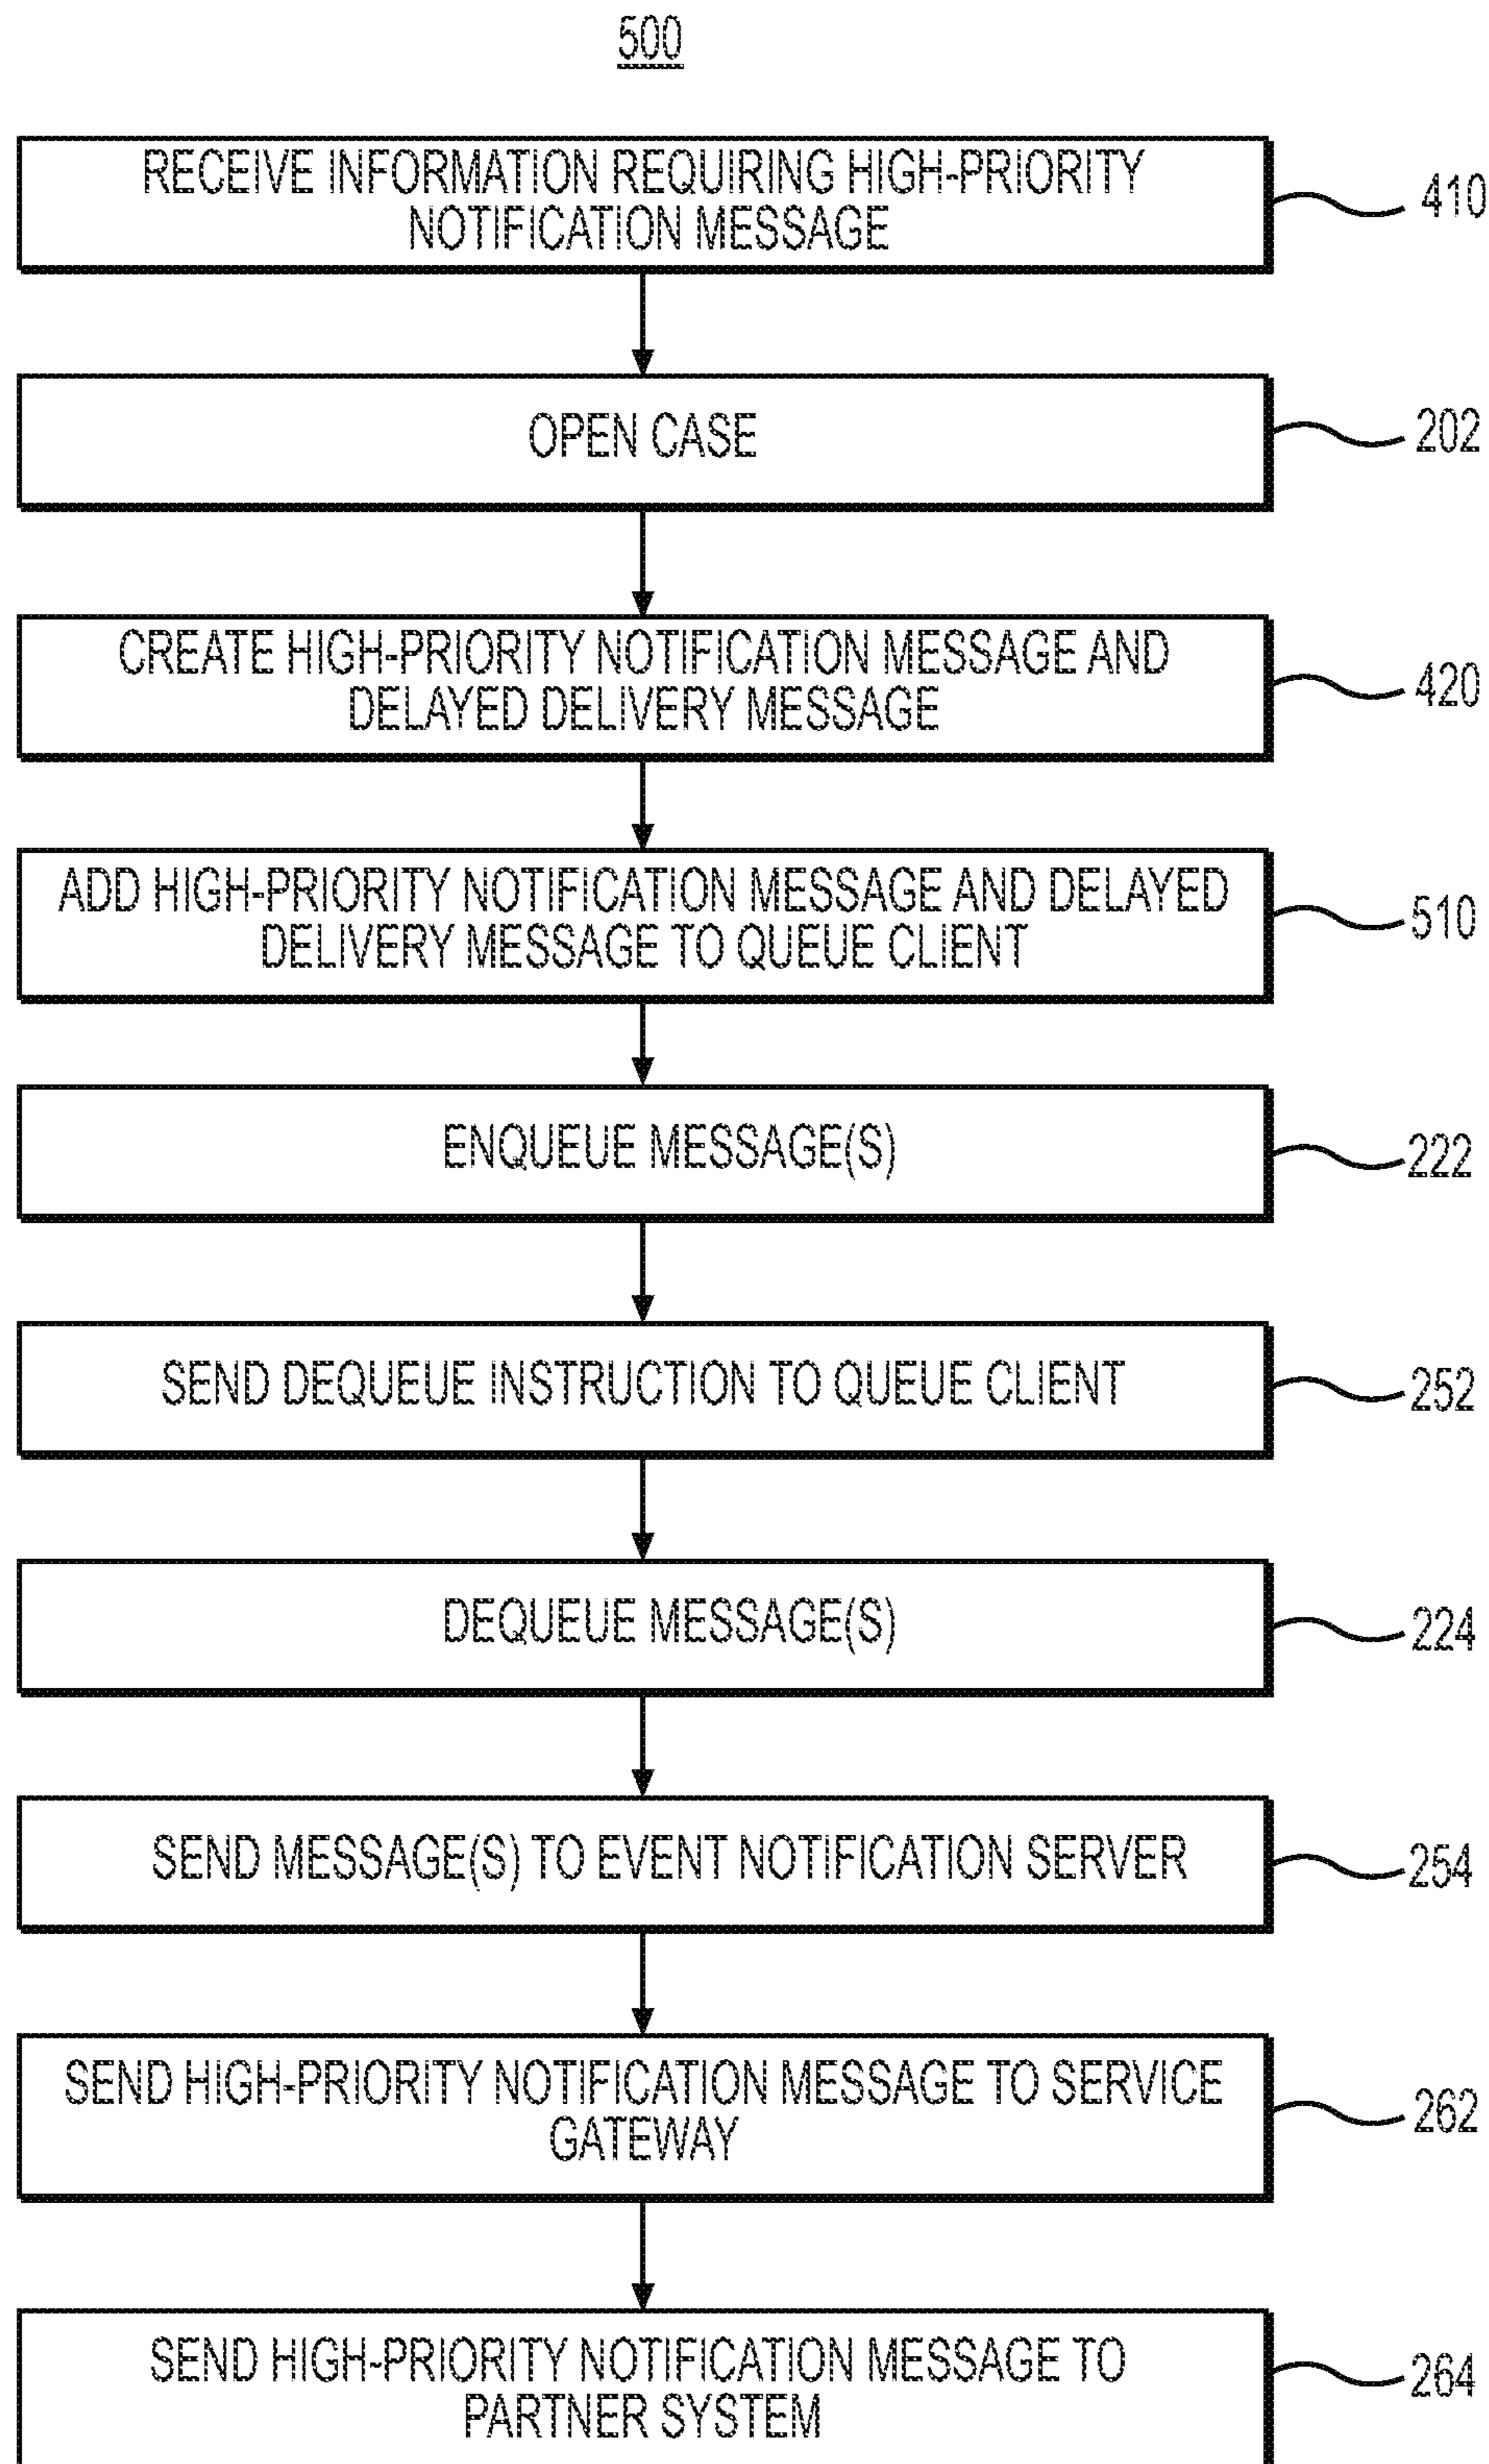 500
RECEIVE INFORMATION REQUIRING HIGH-PRIORITY
NOTIFICATION MESSAGE
410
OPEN CASE
202
CREATE HIGH-PRIORITY NOTIFICATION MESSAGE AND
DELAYED DELIVERY MESSAGE
420
ADD HIGH-PRIORITY NOTIFICATION MESSAGE AND DELAYED
DELIVERY MESSAGE TO QUEUE CLIENT
510
ENQUEUE MESSAGE(S)
222
SEND DEQUEUE INSTRUCTION TO QUEUE CLIENT
252
DEQUEUE MESSAGE(S)
224
SEND MESSAGE(S) TO EVENT NOTIFICATION SERVER
254
SEND HIGH-PRIORITY NOTIFICATION MESSAGE TO SERVICE
GATEWAY
262
SEND HIGH-PRIORITY NOTIFICATION MESSAGE TO
PARTNER SYSTEM
264